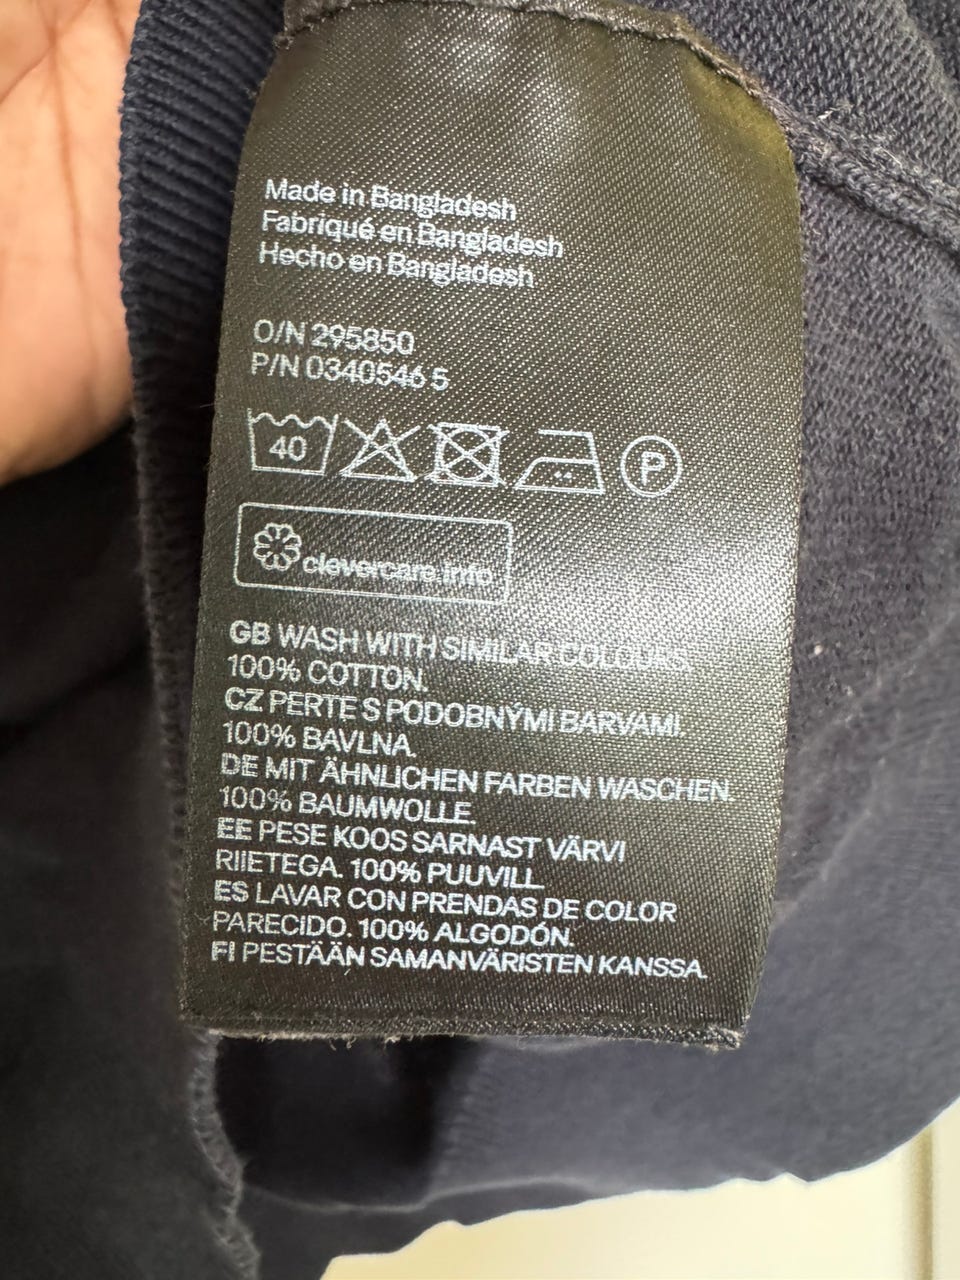 Made in Bangladesh
Fabriqué en Bangladesh
Hecho en Bangladesh
O/N 295850
P/N 0340546 5
40 P
clevercare.info
GB WASH WITH SIMILAR COLOURS.
100% COTTON.
CZ PERTE S PODOBNÝMI BARVAMI.
100% BAVLNA.
DE MIT ÄHNLICHEN FARBEN WASCHEN.
100% BAUMWOLLE.
EE PESE KOOS SARNAST VÄRVI
RIIETEGA. 100% PUUVILL.
ES LAVAR CON PRENDAS DE COLOR
PARECIDO. 100% ALGODÓN.
FI PESTÄÄN SAMANVÄRISTEN KANSSA.